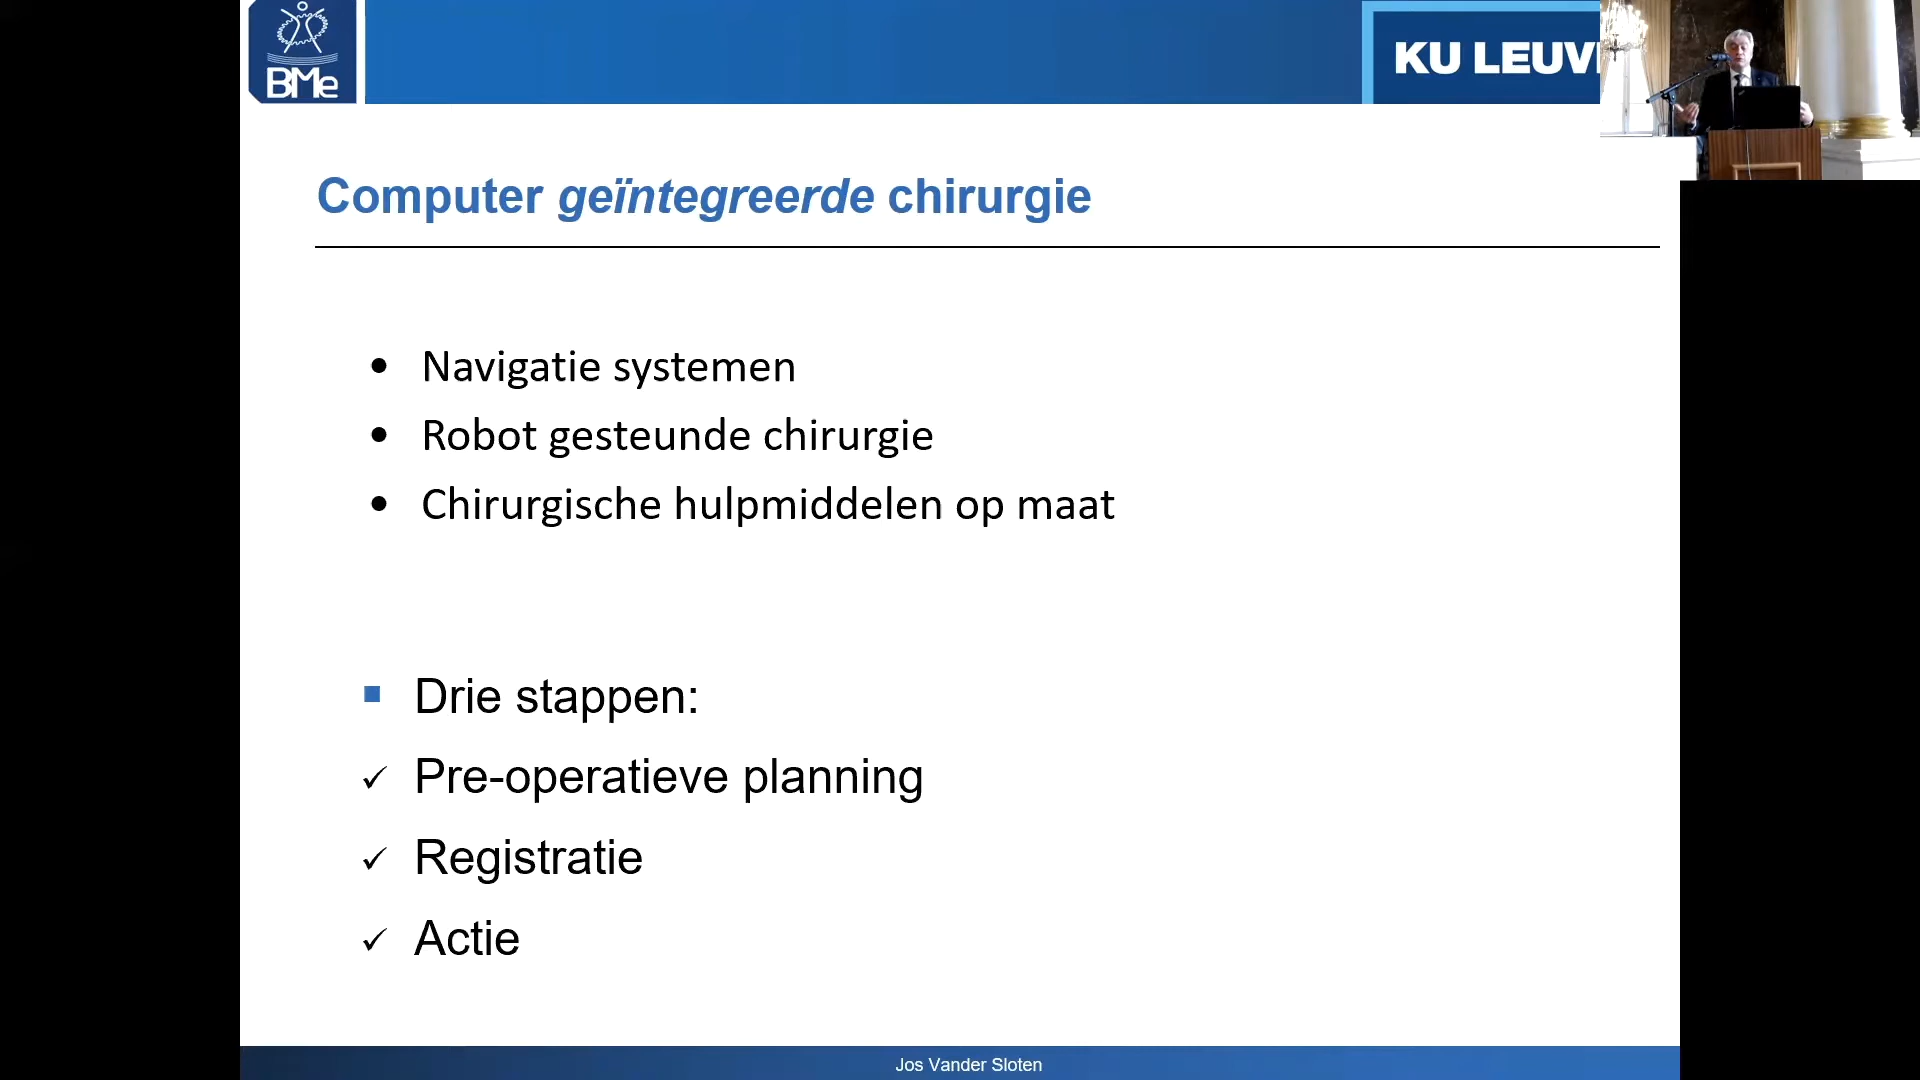 BMe
KU LEUV
Computer geïntegreerde chirurgie
• Navigatie systemen
• Robot gesteunde chirurgie
• Chirurgische hulpmiddelen op maat
▪ Drie stappen:
✓ Pre-operatieve planning
✓ Registratie
✓ Actie
Jos Vander Sloten